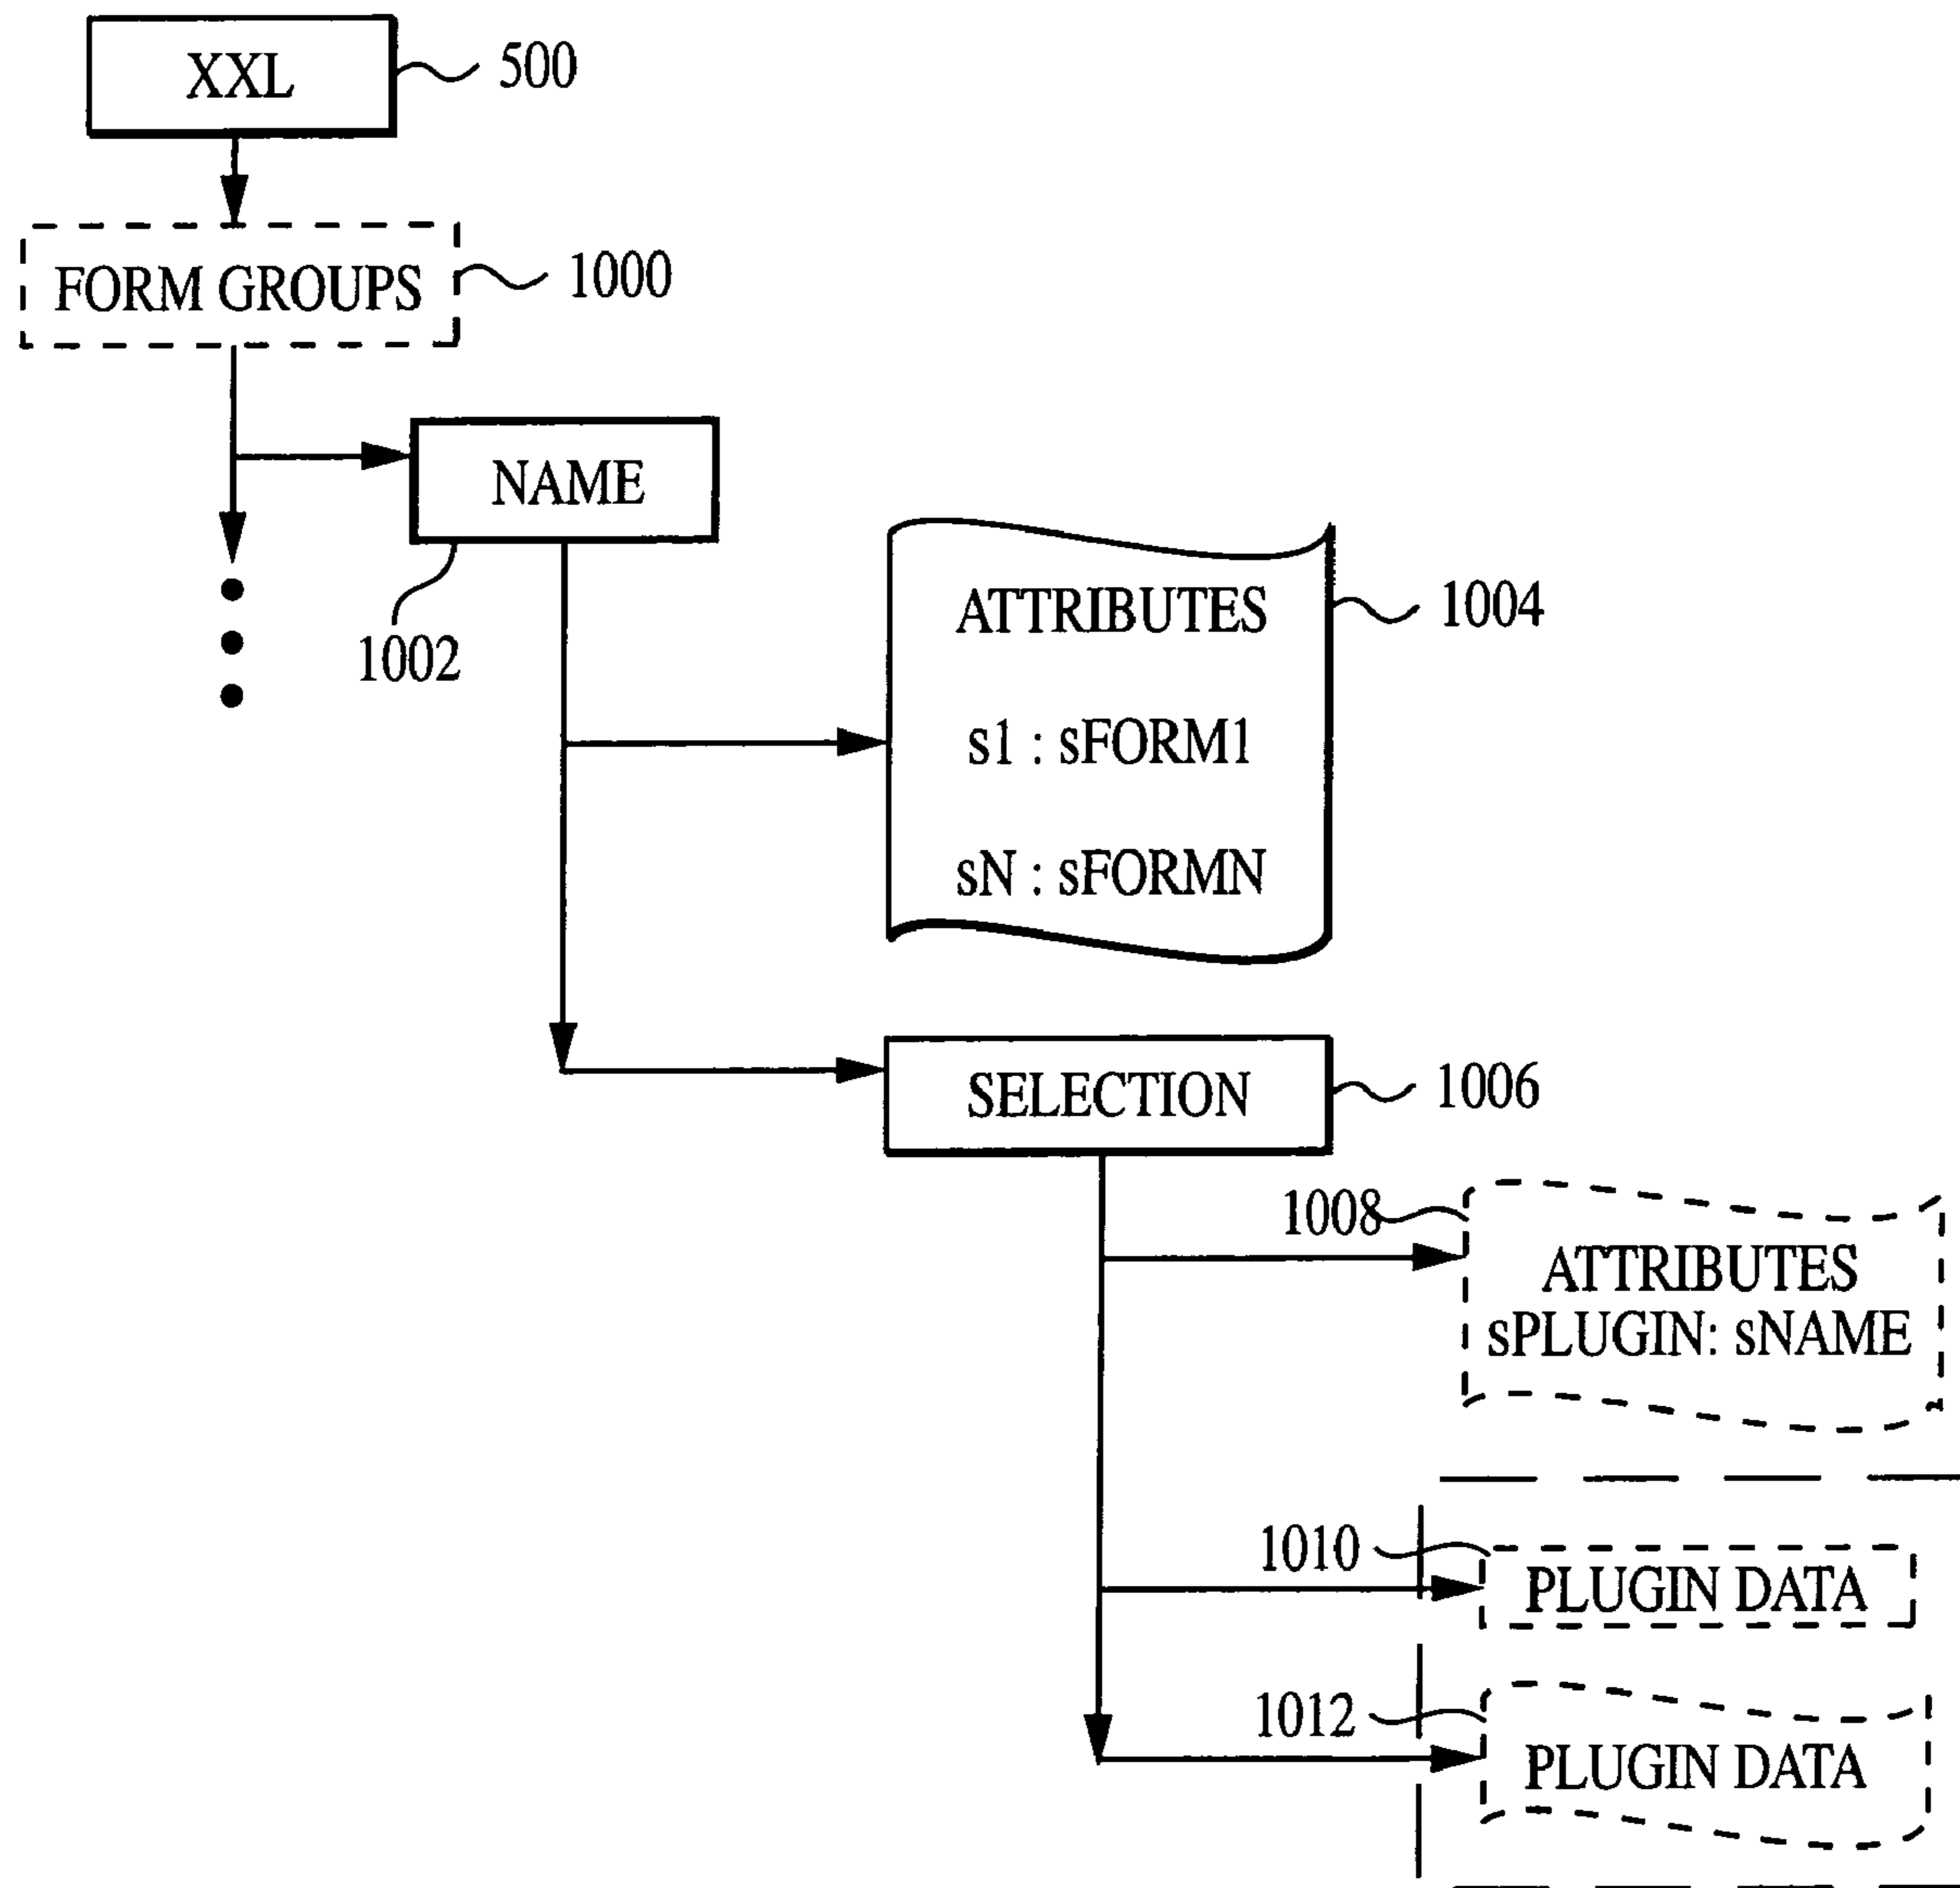 XXL
500
FORM GROUPS
1000
NAME
1002
ATTRIBUTES
1004
s1 : sFORM1
sN : sFORMN
SELECTION
1006
1008
ATTRIBUTES
sPLUGIN: sNAME
1010
PLUGIN DATA
1012
PLUGIN DATA